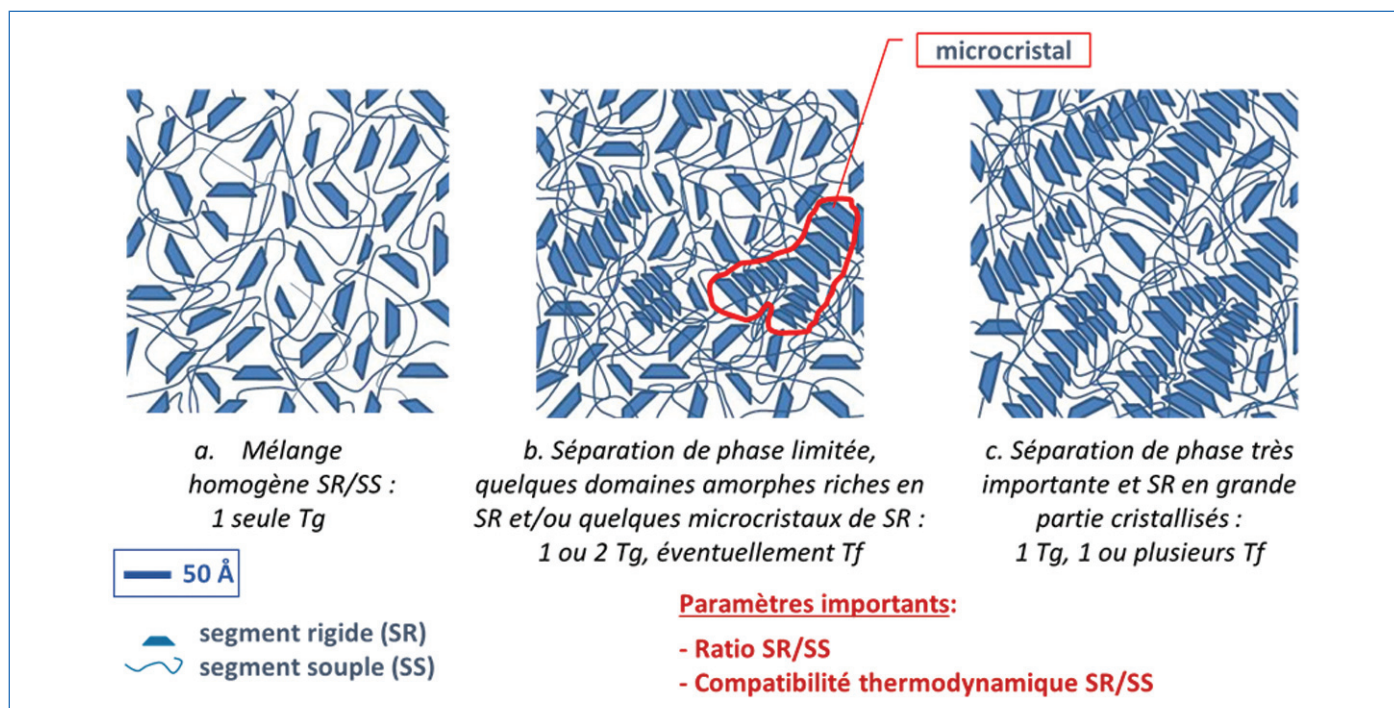 microcristal
a. Mélange
homogène SR/SS :
1 seule Tg
b. Séparation de phase limitée,
quelques domaines amorphes riches en
SR et/ou quelques microcristaux de SR :
1 ou 2 Tg, éventuellement Tf
c. Séparation de phase très
importante et SR en grande
partie cristallisés :
1 Tg, 1 ou plusieurs Tf
50 Å
segment rigide (SR)
segment souple (SS)
Paramètres importants:
- Ratio SR/SS
- Compatibilité thermodynamique SR/SS